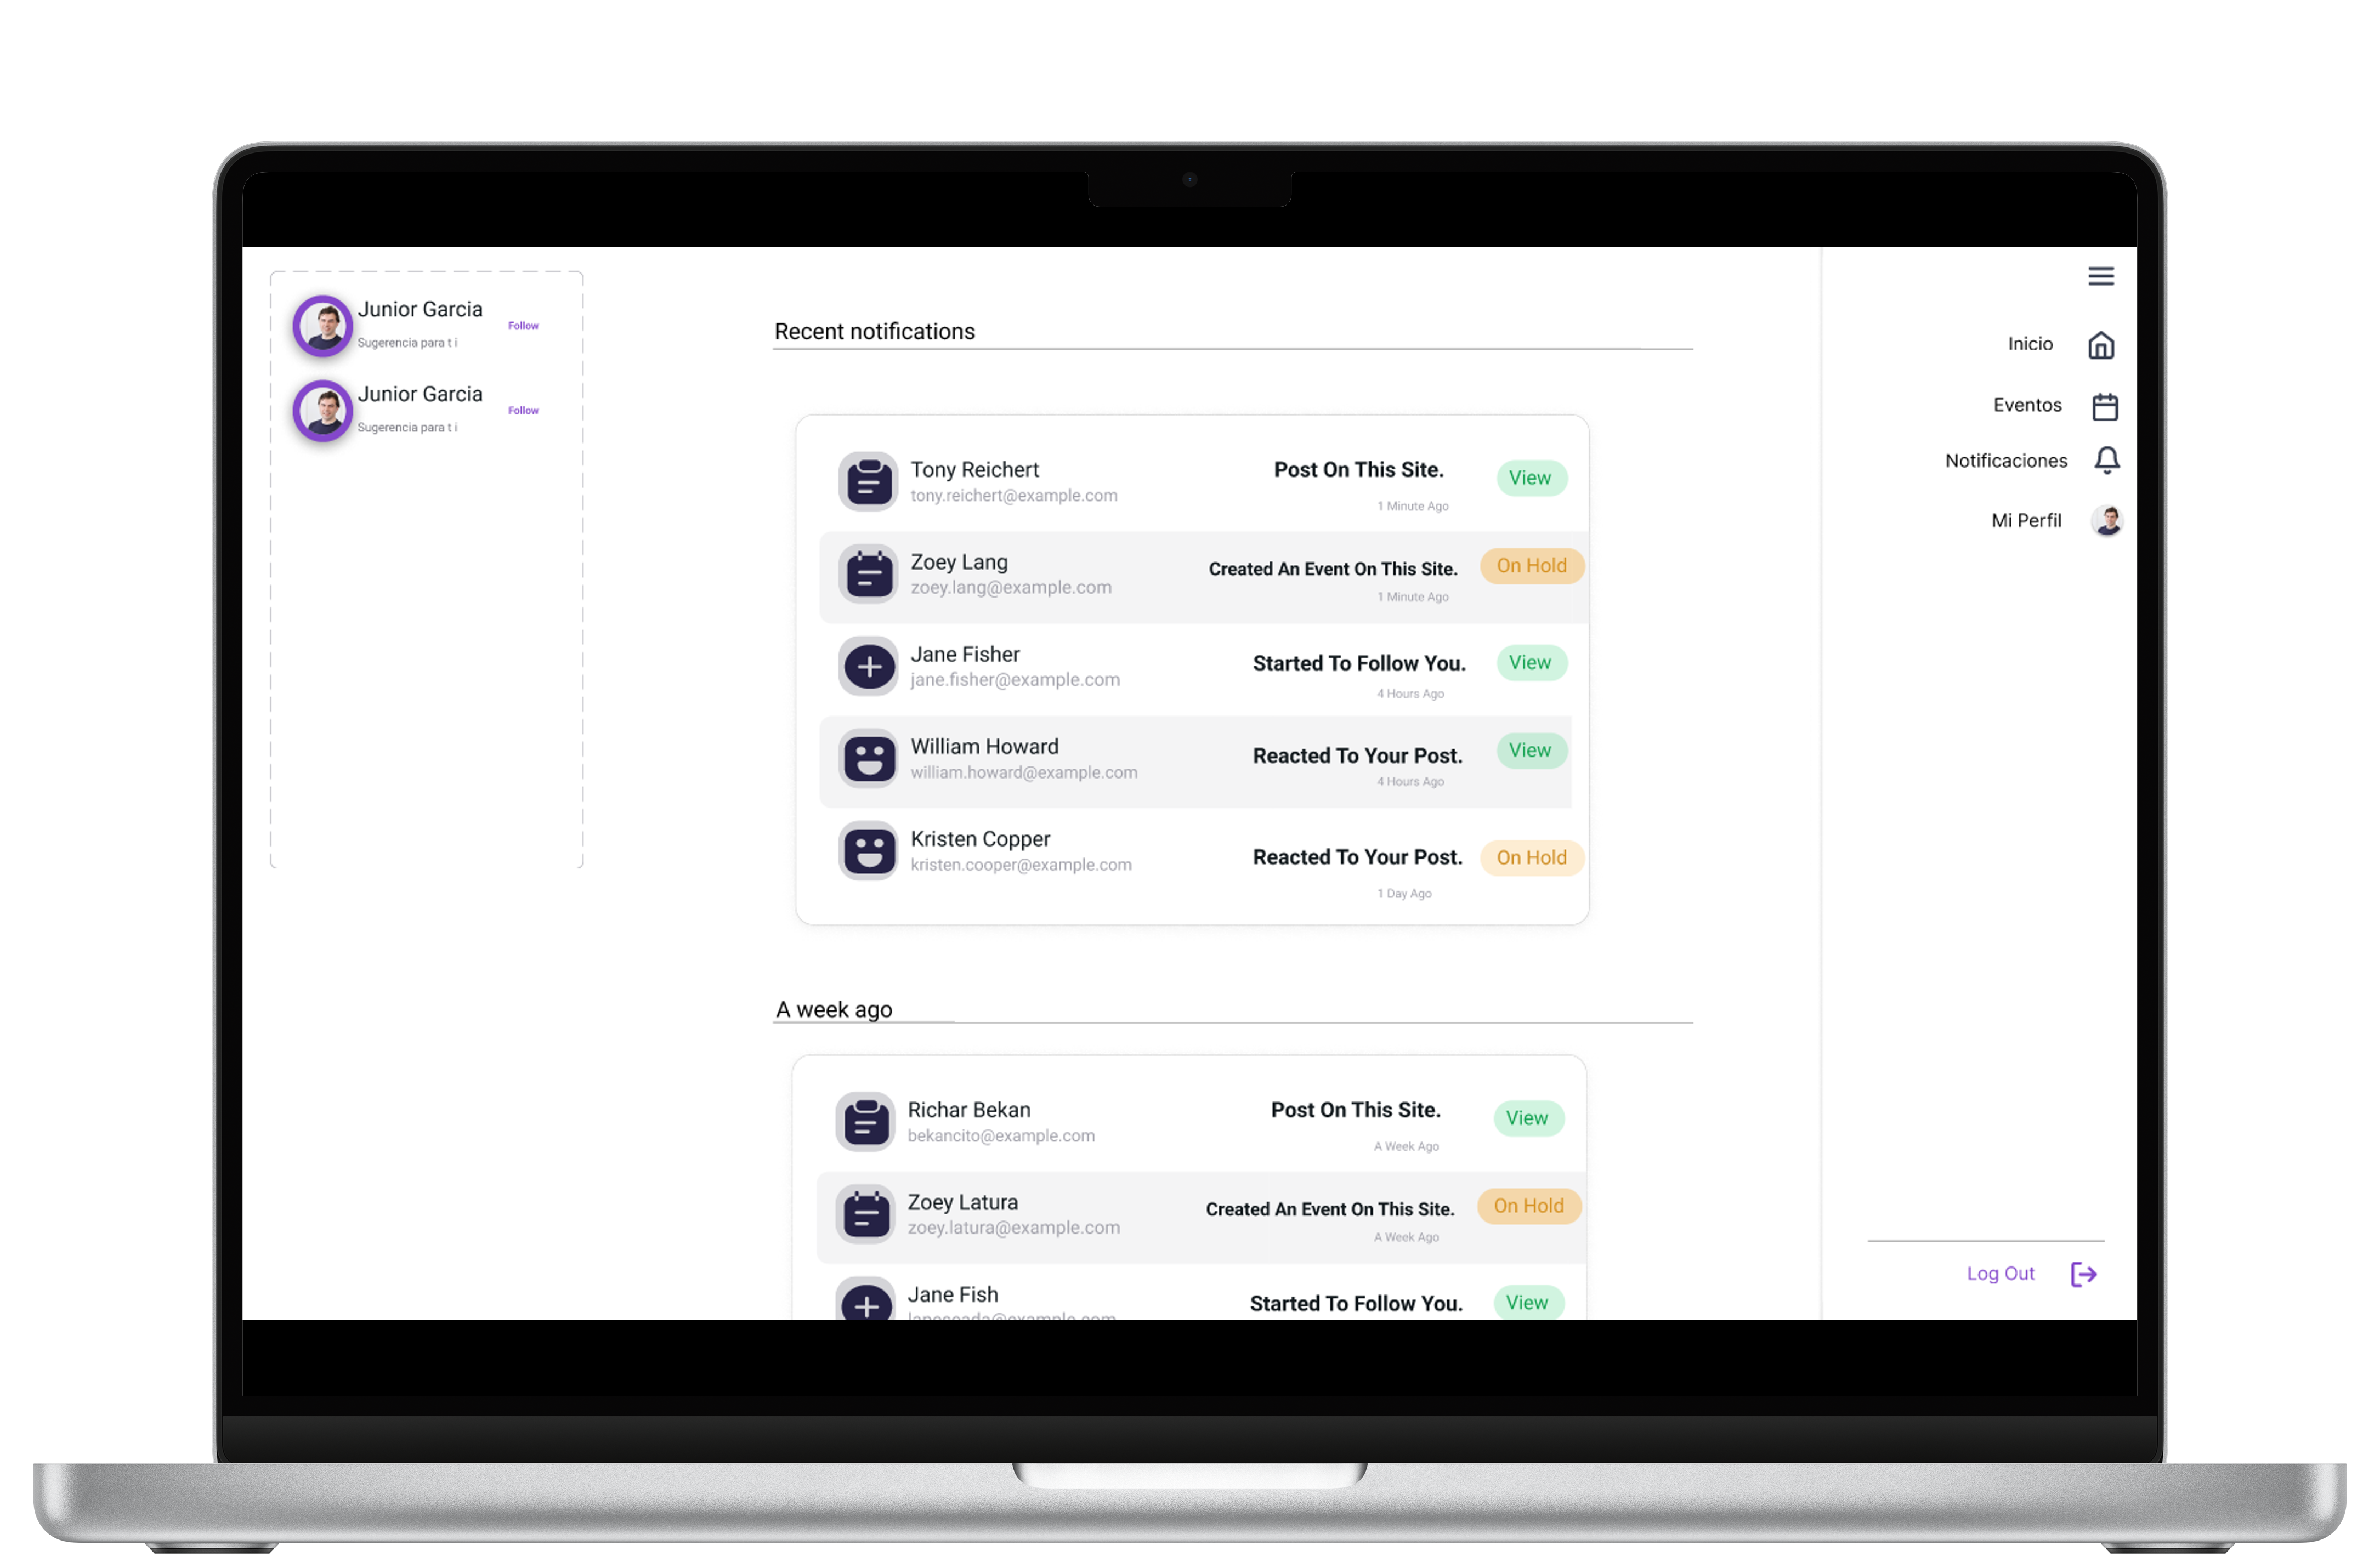 Junior Garcia
Follow
Sugerencia para t i
Junior Garcia
Follow
Sugerencia para t i
Recent notifications
Tony Reichert
tony.reichert@example.com
Post On This Site.
1 Minute Ago
View
Zoey Lang
zoey.lang@example.com
Created An Event On This Site.
1 Minute Ago
On Hold
Jane Fisher
jane.fisher@example.com
Started To Follow You.
4 Hours Ago
View
William Howard
william.howard@example.com
Reacted To Your Post.
4 Hours Ago
View
Kristen Copper
kristen.cooper@example.com
Reacted To Your Post.
1 Day Ago
On Hold
A week ago
Richar Bekan
bekancito@example.com
Post On This Site.
A Week Ago
View
Zoey Latura
zoey.latura@example.com
Created An Event On This Site.
A Week Ago
On Hold
Jane Fish
Started To Follow You.
View
Inicio
Eventos
Notificaciones
Mi Perfil
Log Out